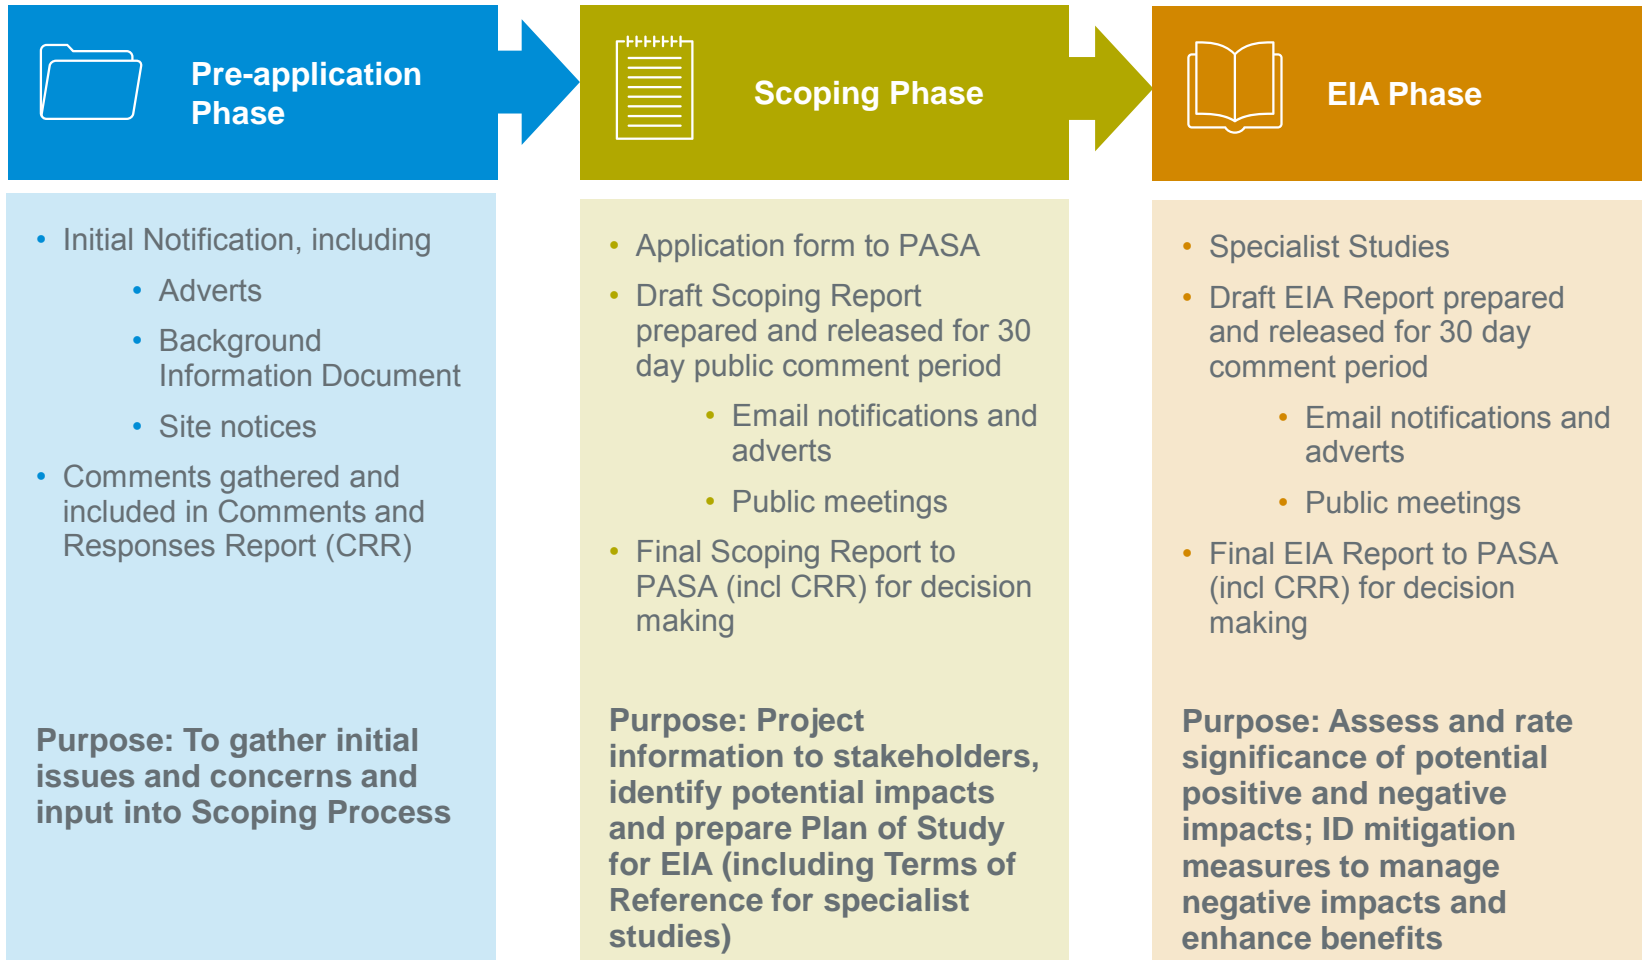 Pre-application
Phase
• Initial Notification, including
• Adverts
• Background
Information Document
• Site notices
• Comments gathered and
included in Comments and
Responses Report (CRR)
Purpose: To gather initial
issues and concerns and
input into Scoping Process
Scoping Phase
• Application form to PASA
• Draft Scoping Report
prepared and released for 30
day public comment period
• Email notifications and
adverts
• Public meetings
• Final Scoping Report to
PASA (incl CRR) for decision
making
Purpose: Project
information to stakeholders,
identify potential impacts
and prepare Plan of Study
for EIA (including Terms of
Reference for specialist
studies)
EIA Phase
• Specialist Studies
• Draft EIA Report prepared
and released for 30 day
comment period
• Email notifications and
adverts
• Public meetings
• Final EIA Report to PASA
(incl CRR) for decision
making
Purpose: Assess and rate
significance of potential
positive and negative
impacts; ID mitigation
measures to manage
negative impacts and
enhance benefits